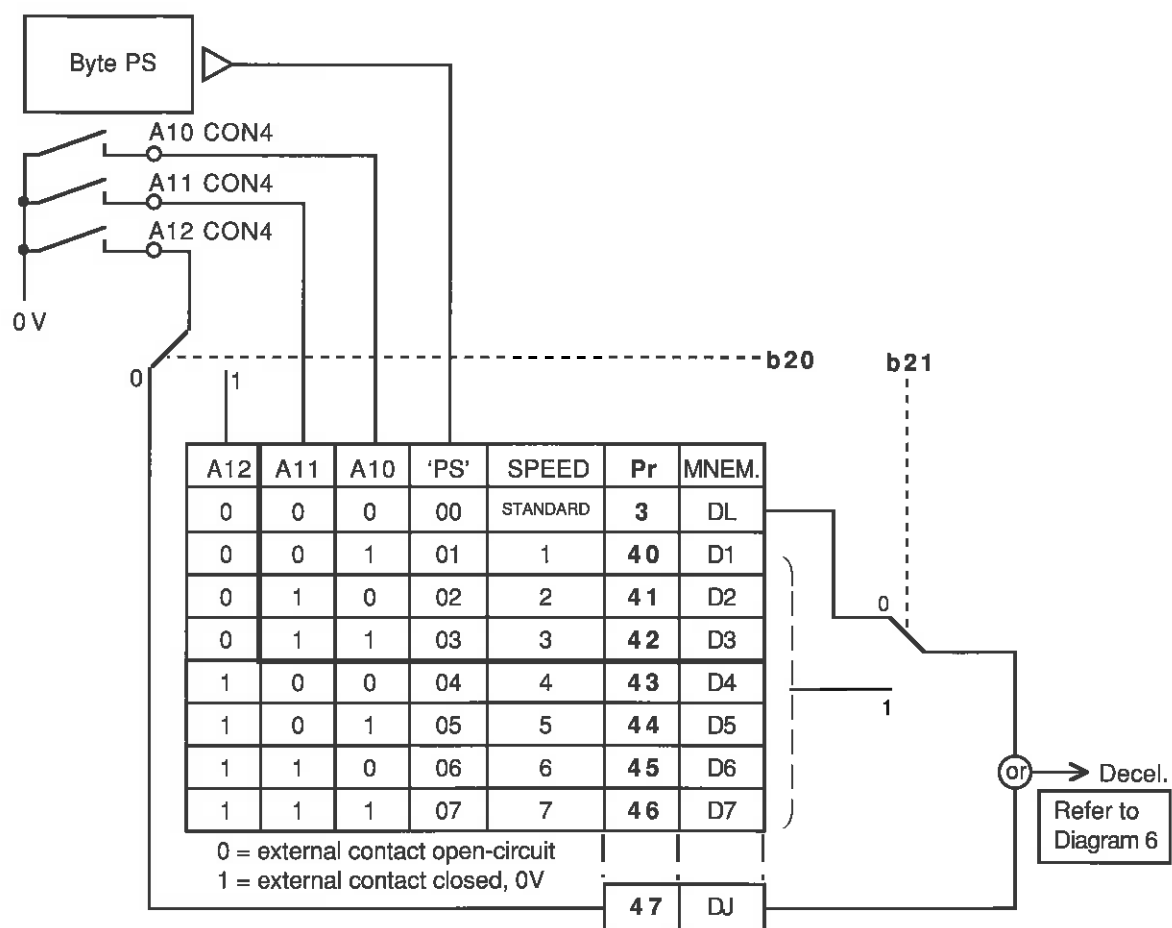 Byte PS
A10 CON4
A11 CON4
A12 CON4
0 V
0
1
b20
b21
A12 A11 A10 'PS' SPEED Pr MNEM.
0 0 0 00 STANDARD 3 DL
0 0 1 01 1 40 D1
0 1 0 02 2 41 D2
0 1 1 03 3 42 D3
1 0 0 04 4 43 D4
1 0 1 05 5 44 D5
1 1 0 06 6 45 D6
1 1 1 07 7 46 D7
0
1
or
Decel.
Refer to
Diagram 6
0 = external contact open-circuit
1 = external contact closed, 0V
47 DJ